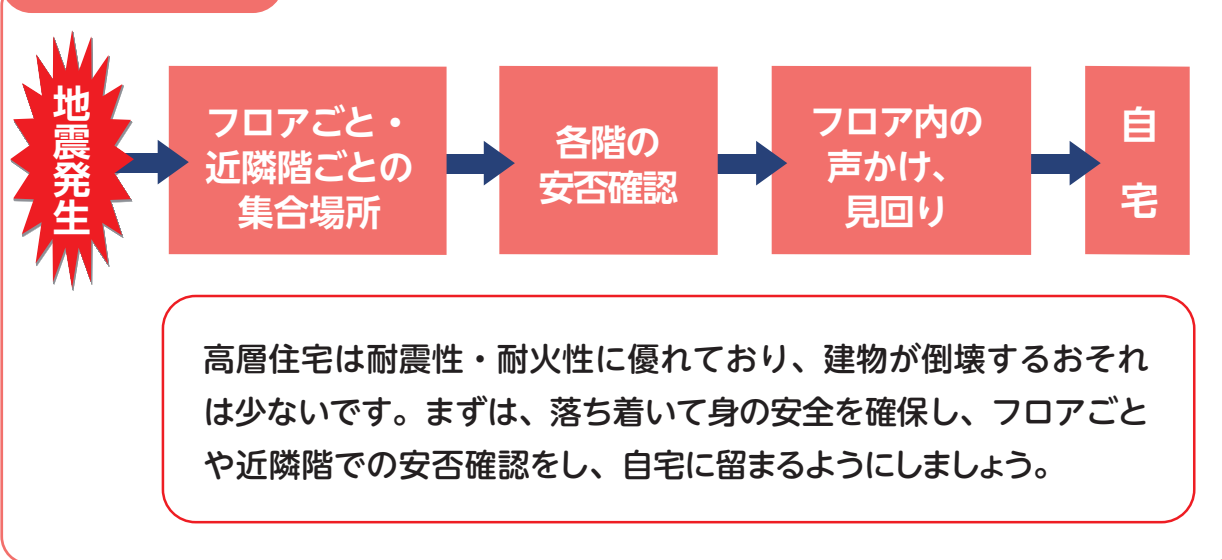 地震発生
フロアごと・
近隣階ごとの
集合場所
各階の
安否確認
フロア内の
声かけ、
見回り
自
宅
高層住宅は耐震性・耐火性に優れており、建物が倒壊するおそれ
は少ないです。まずは、落ち着いて身の安全を確保し、フロアごと
や近隣階での安否確認をし、自宅に留まるようにしましょう。